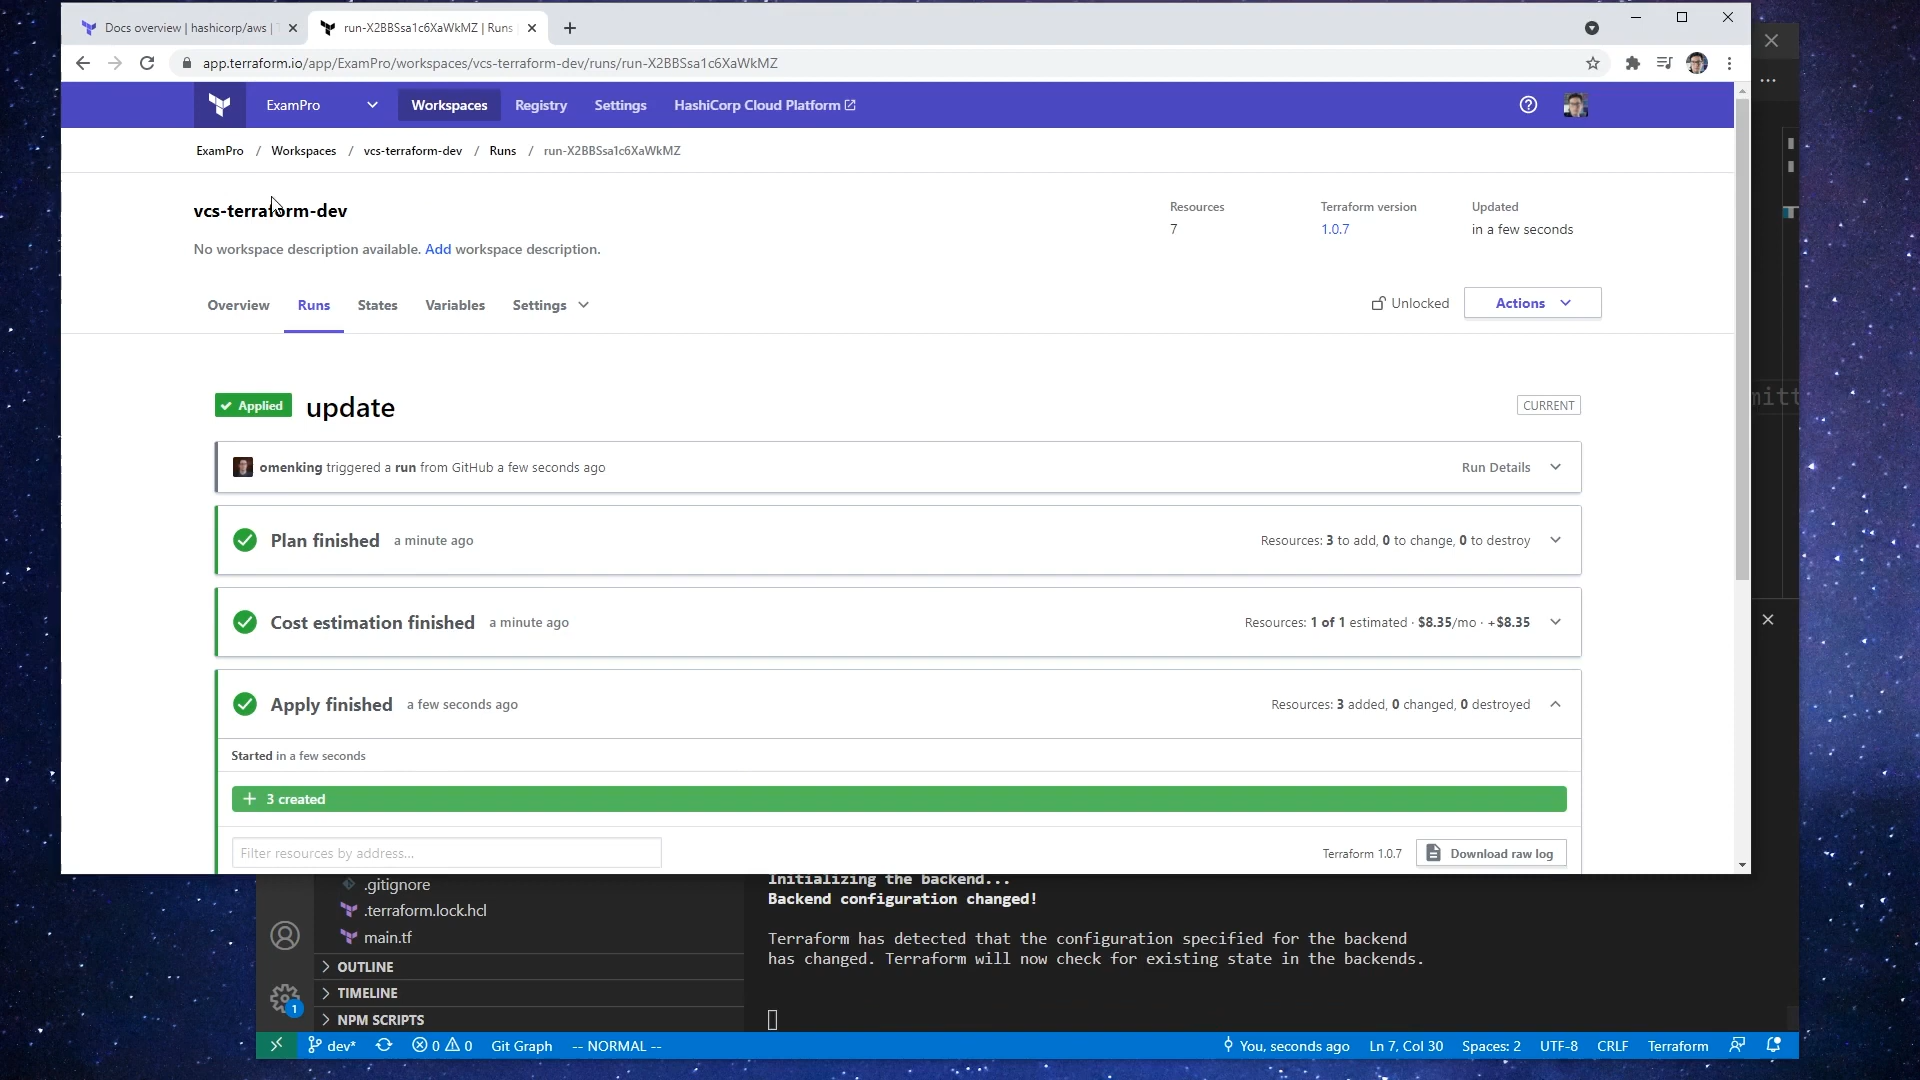 Docs overview | hashicorp/aws |
run-X2BBSsa1c6XaWkMZ | Runs
app.terraform.io/app/ExamPro/workspaces/vcs-terraform-dev/runs/run-X2BBSsa1c6XaWkMZ
ExamPro Workspaces Registry Settings HashiCorp Cloud Platform
ExamPro / Workspaces / vcs-terraform-dev / Runs / run-X2BBSsa1c6XaWkMZ
vcs-terraform-dev
No workspace description available. Add workspace description.
Resources
7
Terraform version
1.0.7
Updated
in a few seconds
Overview Runs States Variables Settings
Unlocked
Actions
Applied update
CURRENT
omenking triggered a run from GitHub a few seconds ago
Run Details
Plan finished a minute ago
Resources: 3 to add, 0 to change, 0 to destroy
Cost estimation finished a minute ago
Resources: 1 of 1 estimated · $8.35/mo · +$8.35
Apply finished a few seconds ago
Resources: 3 added, 0 changed, 0 destroyed
Started in a few seconds
+ 3 created
Filter resources by address...
Terraform 1.0.7
Download raw log
mitt
.gitignore
.terraform.lock.hcl
main.tf
OUTLINE
TIMELINE
NPM SCRIPTS
1
Initializing the backend...
Backend configuration changed!
Terraform has detected that the configuration specified for the backend
has changed. Terraform will now check for existing state in the backends.
dev* 0 0 Git Graph -- NORMAL --
You, seconds ago Ln 7, Col 30 Spaces: 2 UTF-8 CRLF Terraform